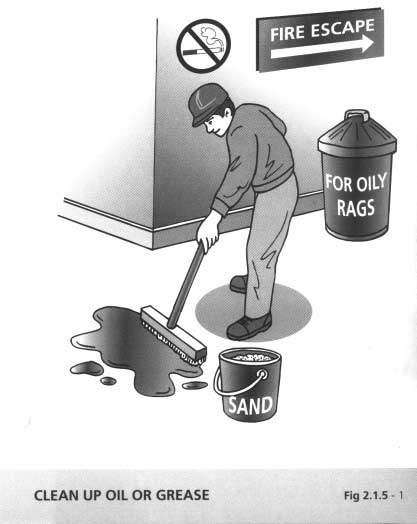 FIRE ESCAPE
FOR OILY
RAGS
SAND
CLEAN UP OIL OR GREASE
Fig 2.1.5 - 1